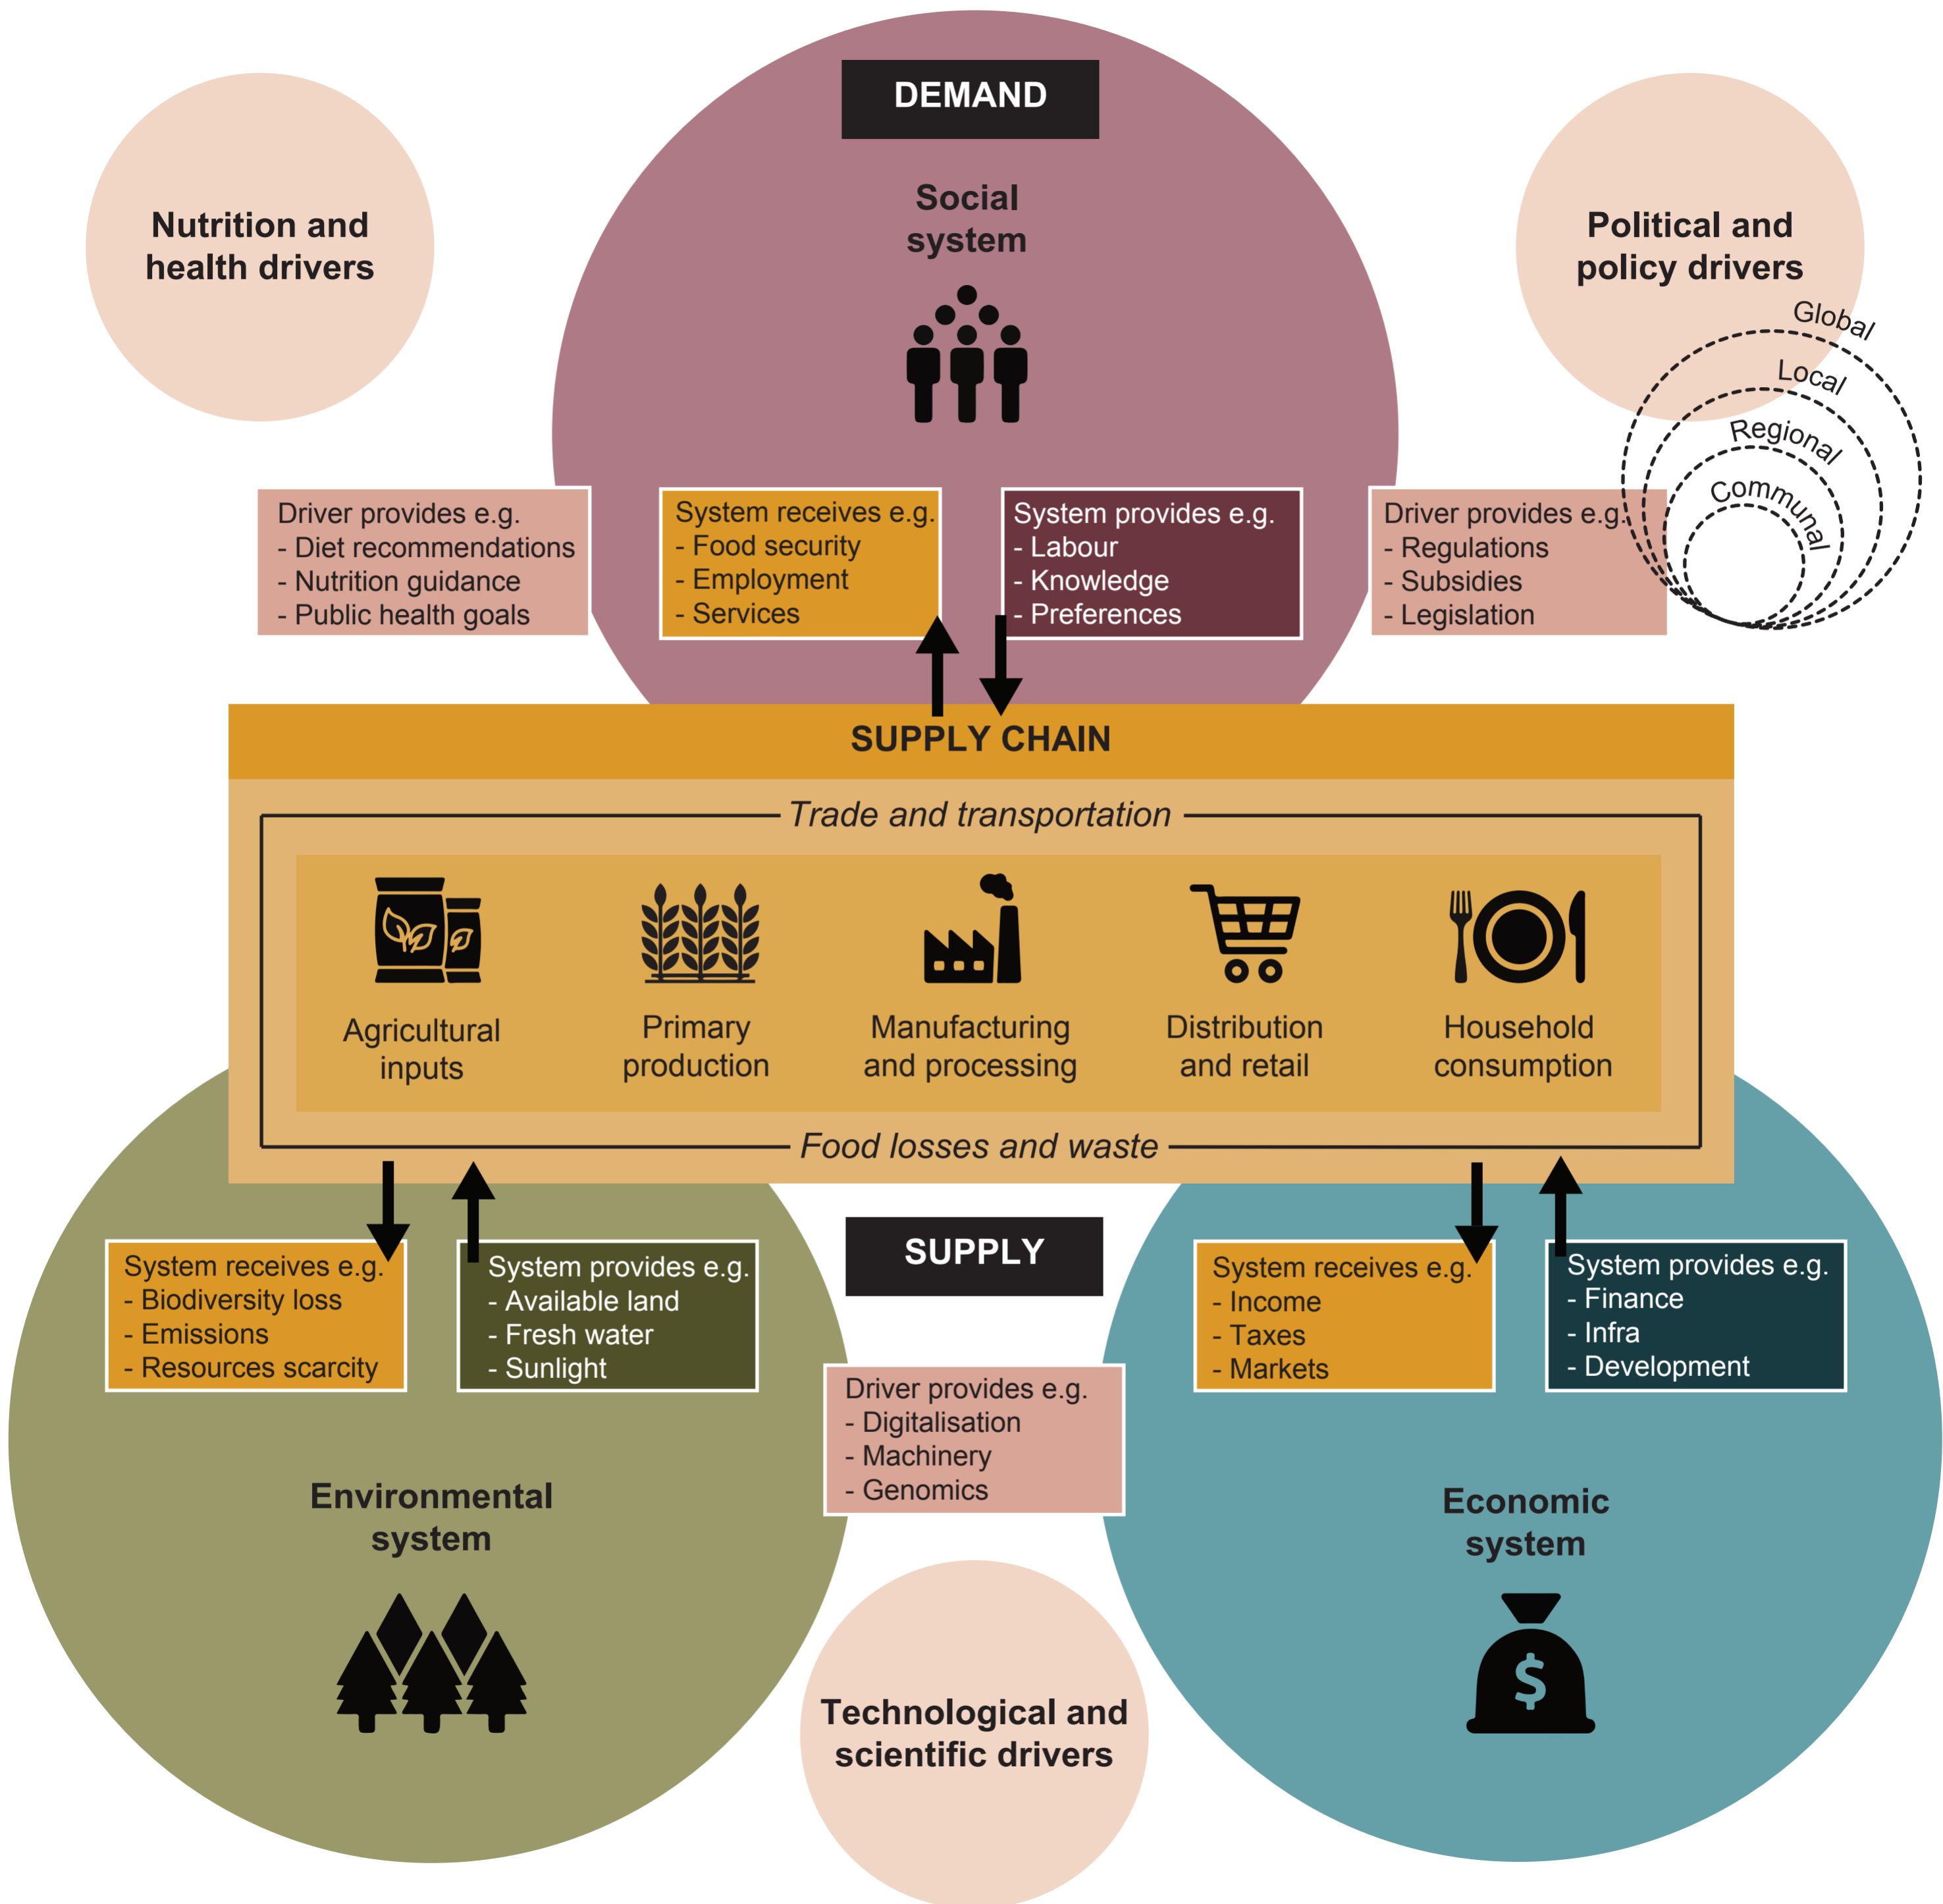 DEMAND
Social
system
Nutrition and
health drivers
Political and
policy drivers
Global
Local
Regional
Communal
Driver provides e.g.
- Diet recommendations
- Nutrition guidance
- Public health goals
System receives e.g.
- Food security
- Employment
- Services
System provides e.g.
- Labour
- Knowledge
- Preferences
Driver provides e.g.
- Regulations
- Subsidies
- Legislation
SUPPLY CHAIN
Trade and transportation
Agricultural
inputs
Primary
production
Manufacturing
and processing
Distribution
and retail
Household
consumption
Food losses and waste
System receives e.g.
- Biodiversity loss
- Emissions
- Resources scarcity
System provides e.g.
- Available land
- Fresh water
- Sunlight
SUPPLY
Driver provides e.g.
- Digitalisation
- Machinery
- Genomics
System receives e.g.
- Income
- Taxes
- Markets
System provides e.g.
- Finance
- Infra
- Development
Environmental
system
Economic
system
$
Technological and
scientific drivers